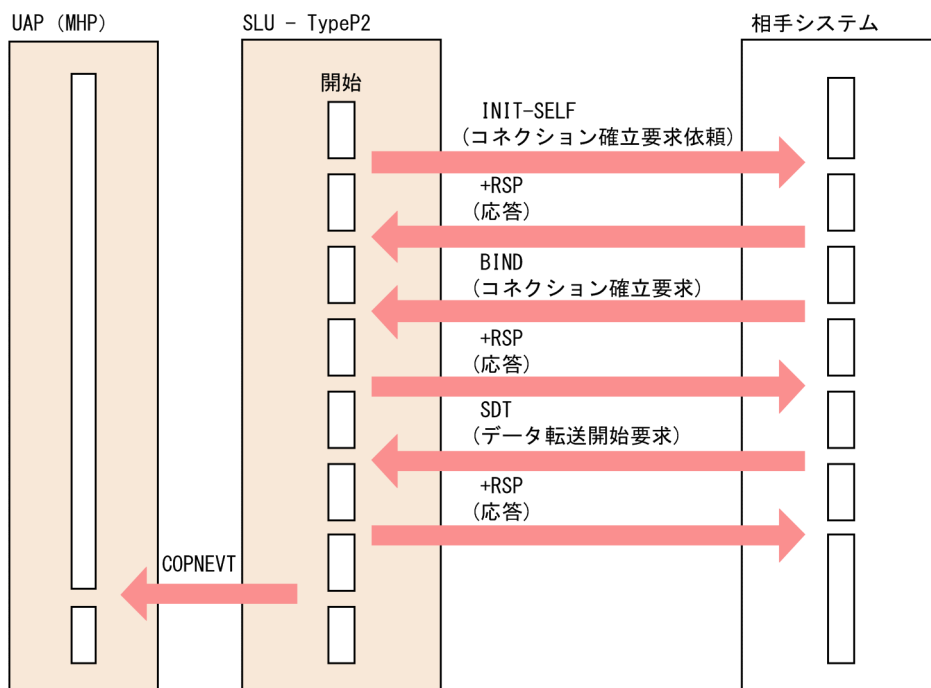 UAP (MHP)
SLU - TypeP2
相手システム
開始
INIT-SELF
(コネクション確立要求依頼)
+RSP
(応答)
BIND
(コネクション確立要求)
+RSP
(応答)
SDT
(データ転送開始要求)
+RSP
(応答)
COPNEVT